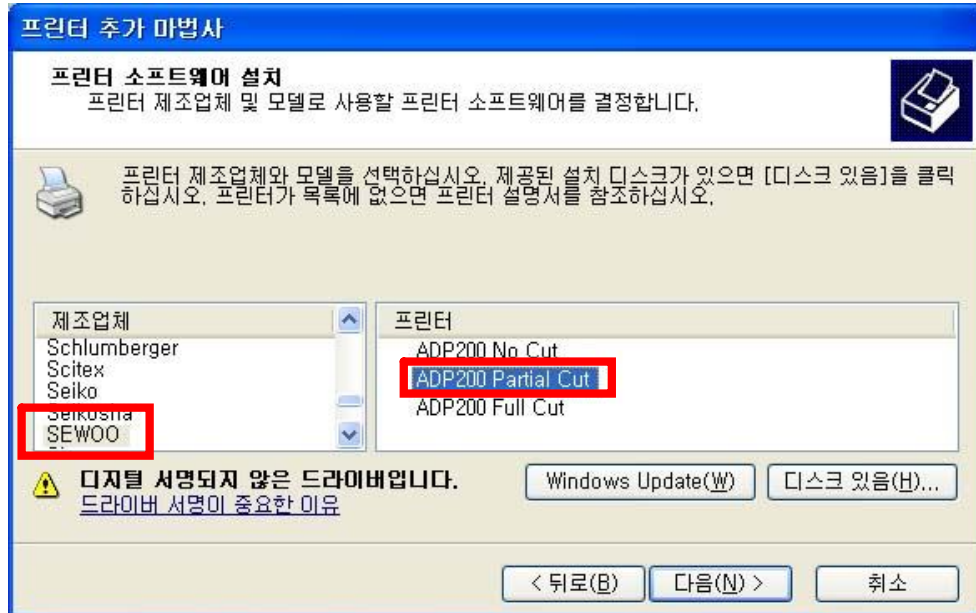 프린터 추가 마법사
프린터 소프트웨어 설치
프린터 제조업체 및 모델로 사용할 프린터 소프트웨어를 결정합니다.
프린터 제조업체와 모델을 선택하십시오. 제공된 설치 디스크가 있으면 [디스크 있음]을 클릭
하십시오. 프린터가 목록에 없으면 프린터 설명서를 참조하십시오.
제조업체
Schlumberger
Scitex
Seiko
Seikosha
SEWOO
프린터
ADP200 No Cut
ADP200 Partial Cut
ADP200 Full Cut
디지털 서명되지 않은 드라이버입니다.
드라이버 서명이 중요한 이유
Windows Update(W)
디스크 있음(H)...
< 뒤로(B)
다음(N) >
취소